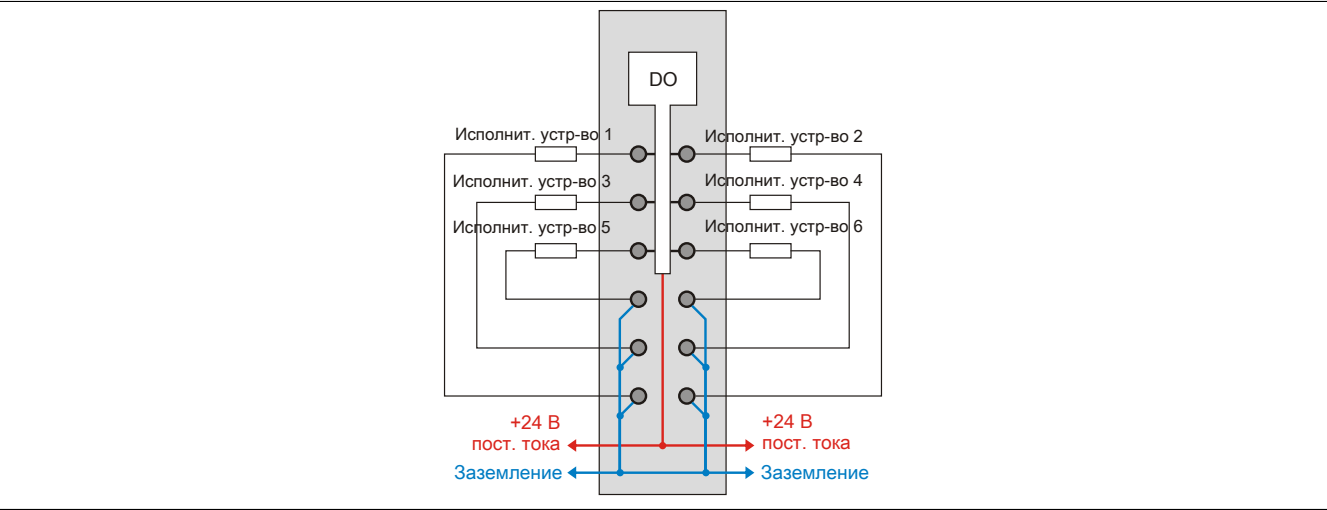 DO
Исполнит. устр-во 1
Исполнит. устр-во 2
Исполнит. устр-во 3
Исполнит. устр-во 4
Исполнит. устр-во 5
Исполнит. устр-во 6
+24 В
пост. тока
+24 В
пост. тока
Заземление
Заземление